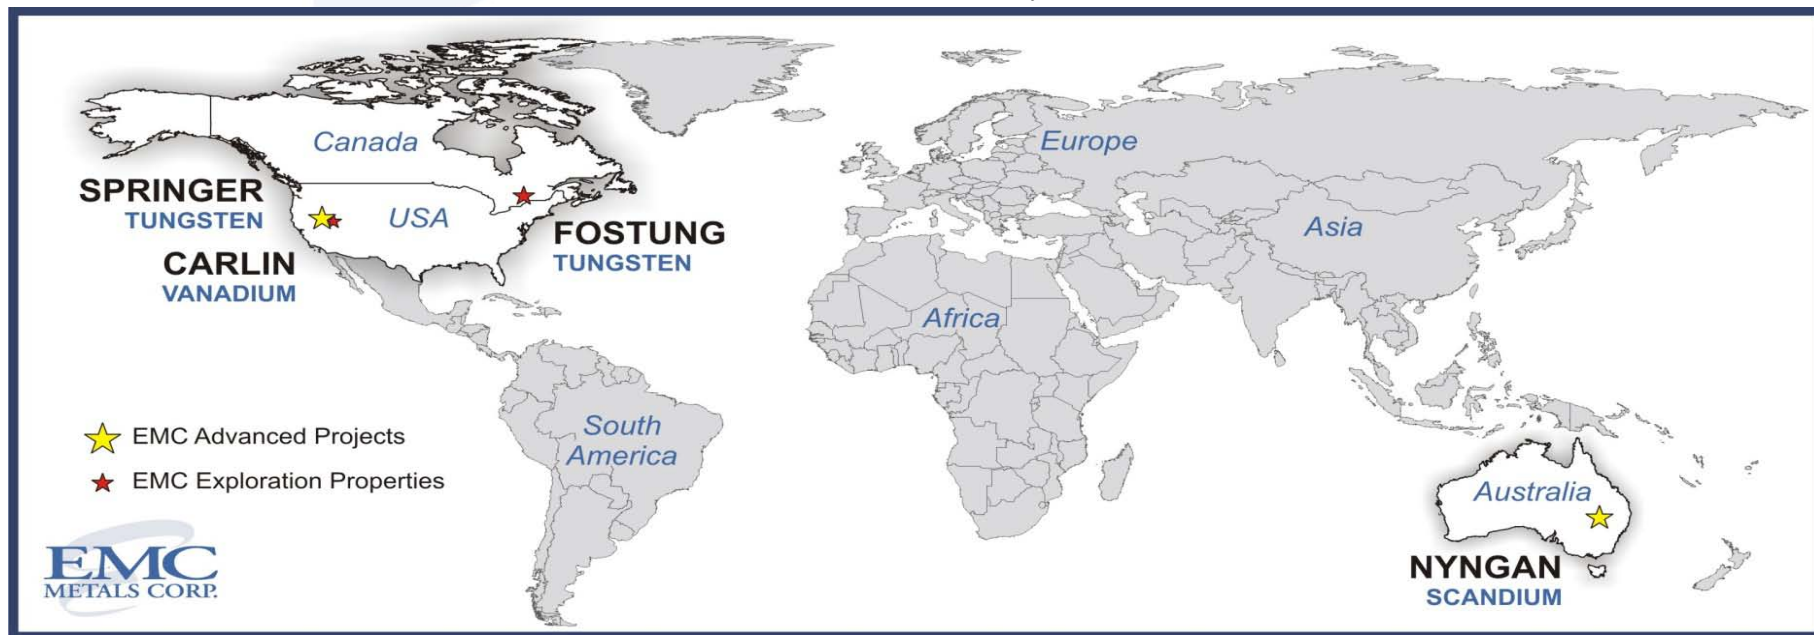 Canada
Europe
SPRINGER
TUNGSTEN
USA
FOSTUNG
TUNGSTEN
Asia
CARLIN
VANADIUM
Africa
South
America
EMC Advanced Projects
EMC Exploration Properties
Australia
NYNGAN
SCANDIUM
EMC
METALS CORP.